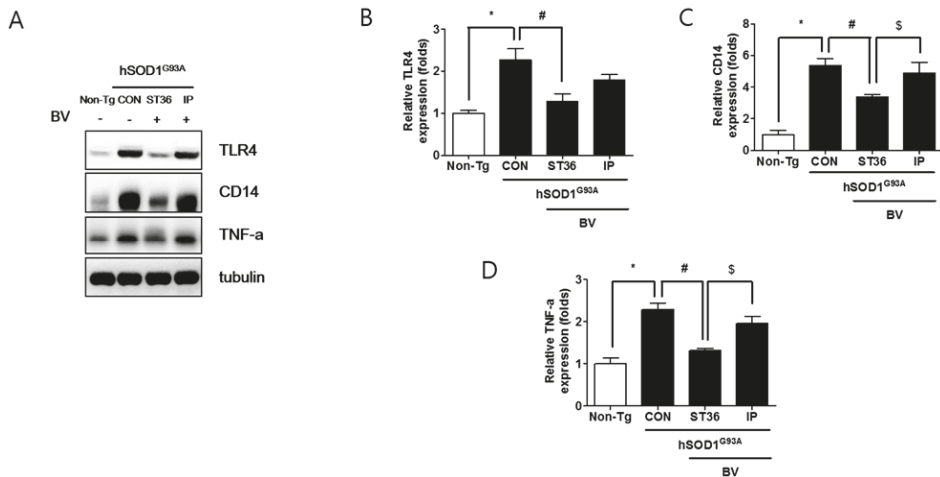 A
hSOD1G93A
Non-Tg CON ST36 IP
BV - - + +
TLR4
CD14
TNF-a
tubulin
B
Relative TLR4
expression (folds)
3
2
1
0
* #
Non-Tg CON ST36 IP
hSOD1G93A
BV
C
Relative CD14
expression (folds)
8
6
4
2
0
* # $
Non-Tg CON ST36 IP
hSOD1G93A
BV
D
Relative TNF-a
expression (folds)
3
2
1
0
* # $
Non-Tg CON ST36 IP
hSOD1G93A
BV